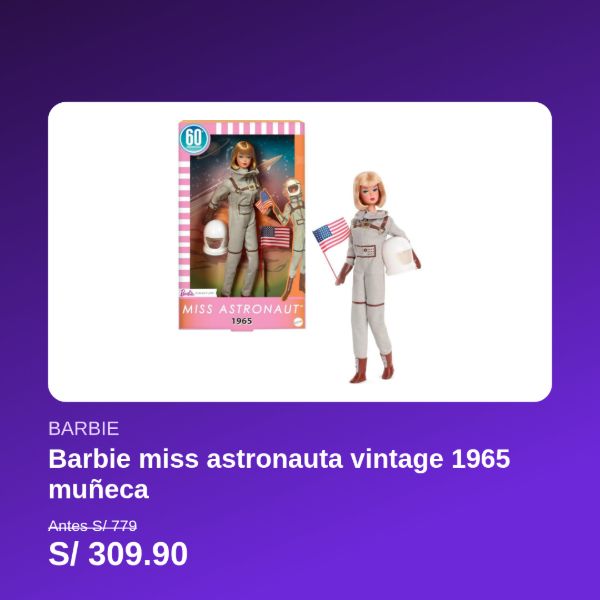 60
MISS ASTRONAUT
1965
BARBIE
Barbie miss astronauta vintage 1965
muñeca
Antes S/ 779
S/ 309.90